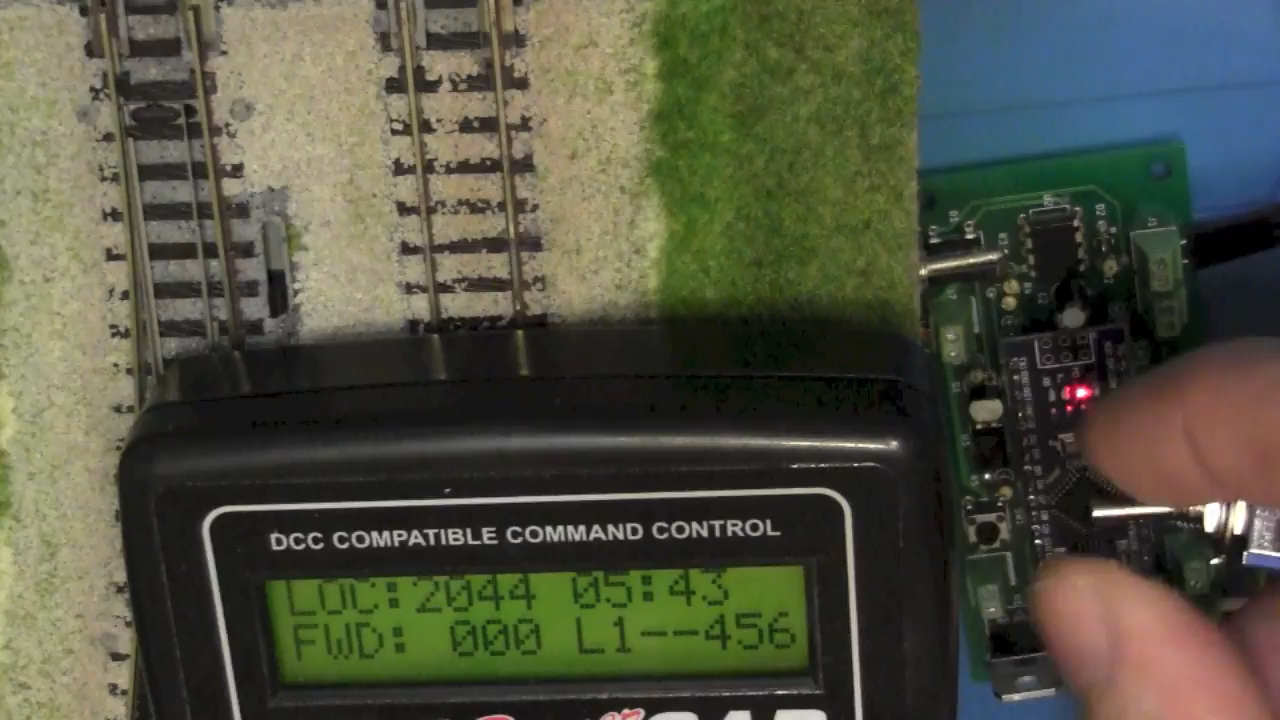 DCC COMPATIBLE COMMAND CONTROL
LOC:2044 05:43
FWD: 000 L1--456